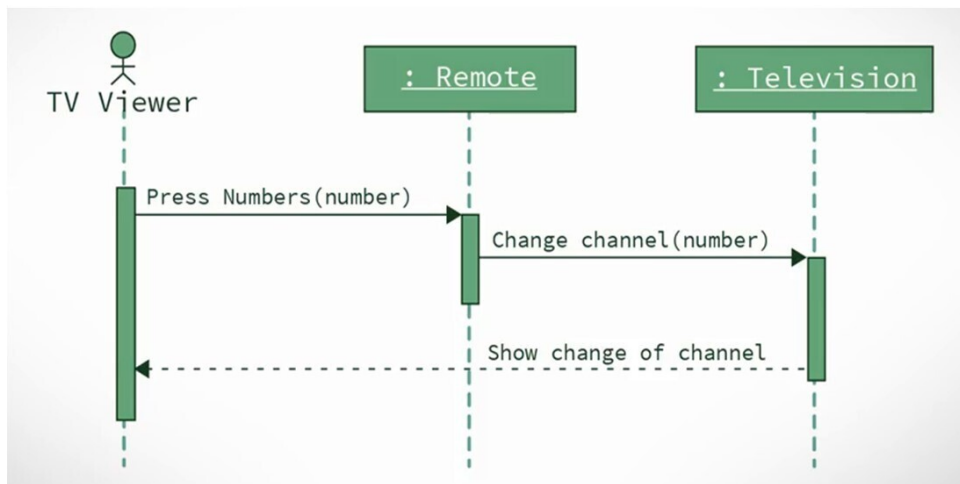 TV Viewer
: Remote
: Television
Press Numbers(number)
Change channel(number)
Show change of channel